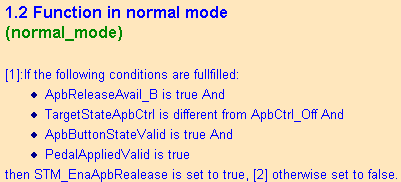 1.2 Function in normal mode
(normal_mode)
[1]:If the following conditions are fullfilled:
◆ ApbReleaseAvail_B is true And
◆ TargetStateApbCtrl is different from ApbCtrl_Off And
◆ ApbButtonStateValid is true And
◆ PedalAppliedValid is true
then STM_EnaApbRealease is set to true, [2] otherwise set to false.